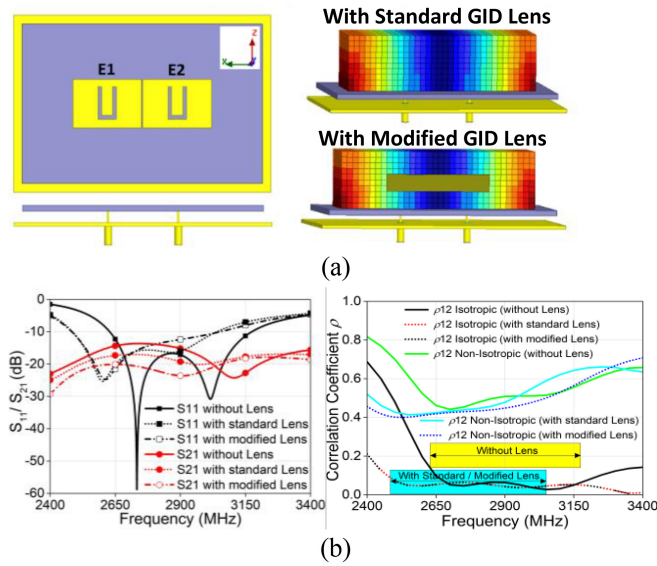 With Standard GID Lens
E1 E2
Z
X
Y
With Modified GID Lens
(a)
S11/ S21 (dB)
0
-10
-20
-30
-40
-50
-60
S11 without Lens
S11 with standard Lens
S11 with modified Lens
S21 without Lens
S21 with standard Lens
S21 with modified Lens
2400 2650 2900 3150 3400
Frequency (MHz)
Correlation Coefficient ρ
1.0
0.8
0.6
0.4
0.2
0.0
ρ12 Isotropic (without Lens)
ρ12 Isotropic (with standard Lens)
ρ12 Isotropic (with modified Lens)
ρ12 Non-Isotropic (without Lens)
ρ12 Non-Isotropic (with standard Lens)
ρ12 Non-Isotropic (with modified Lens)
Without Lens
With Standard / Modified Lens
2400 2650 2900 3150 3400
Frequency (MHz)
(b)